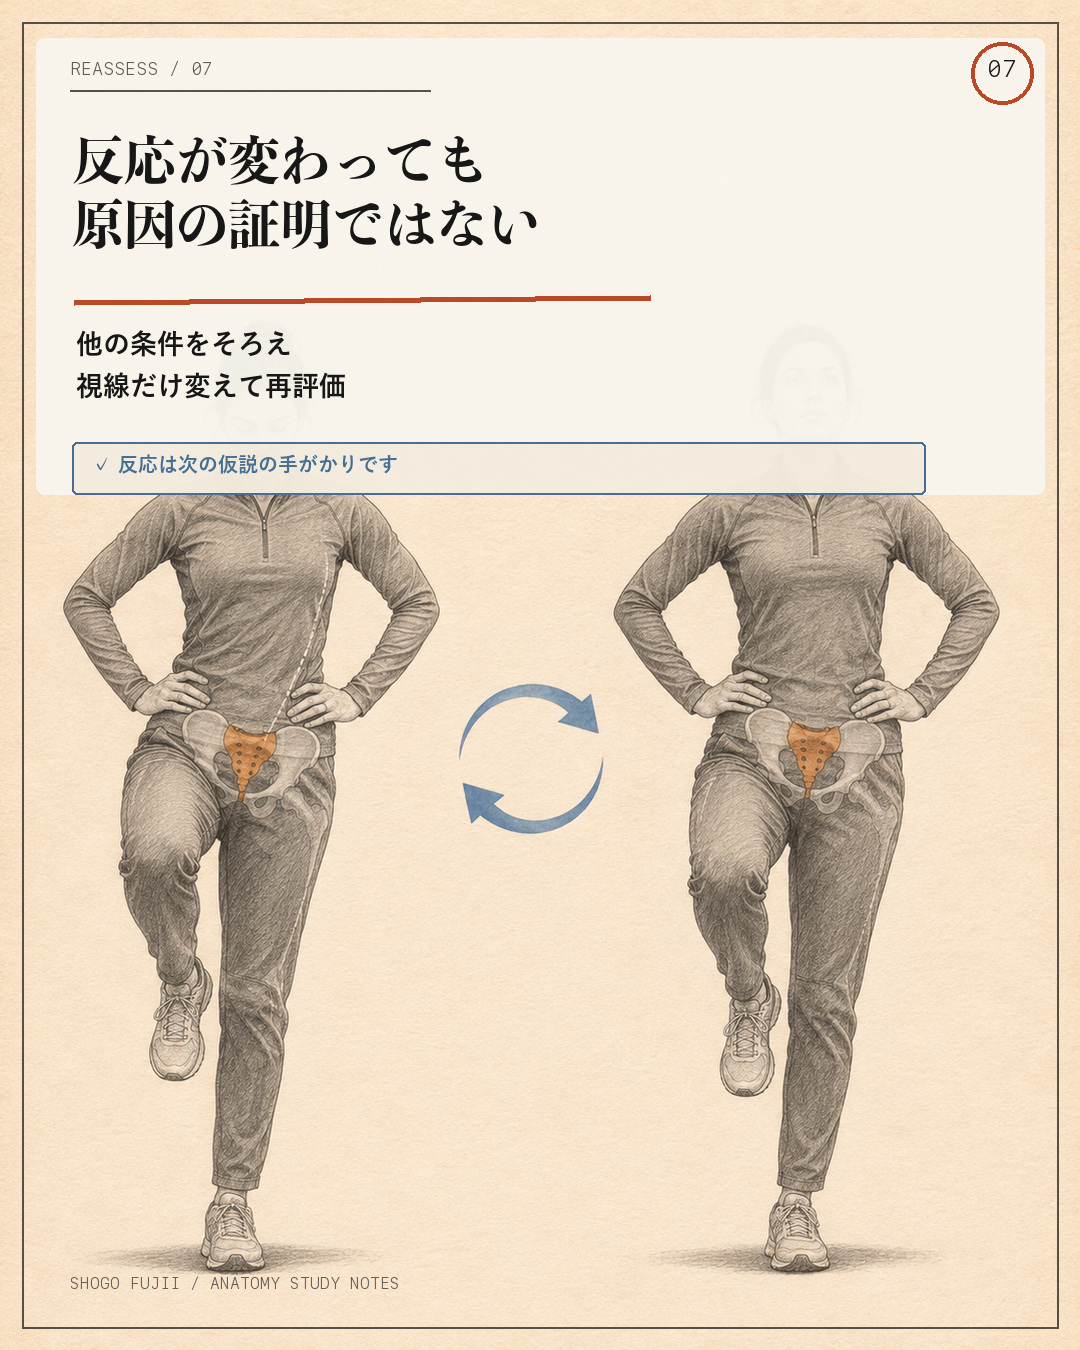 REASSESS / 07
07
反応が変わっても
原因の証明ではない
他の条件をそろえ
視線だけ変えて再評価
✓ 反応は次の仮説の手がかりです
SHOGO FUJII / ANATOMY STUDY NOTES